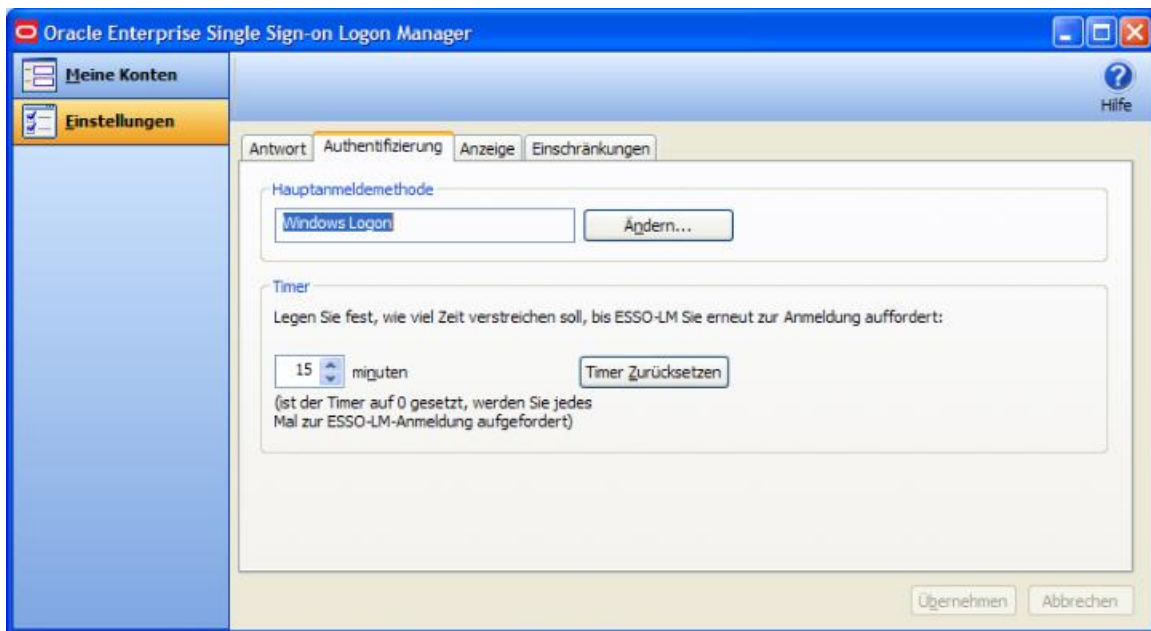 Oracle Enterprise Single Sign-on Logon Manager
Meine Konten
Einstellungen
Hilfe
Antwort Authentifizierung Anzeige Einschränkungen
Hauptanmeldemethode
Windows Logon Ändern...
Timer
Legen Sie fest, wie viel Zeit verstreichen soll, bis ESSO-LM Sie erneut zur Anmeldung auffordert:
15 minuten Timer Zurücksetzen
(ist der Timer auf 0 gesetzt, werden Sie jedes
Mal zur ESSO-LM-Anmeldung aufgefordert)
Übernehmen Abbrechen